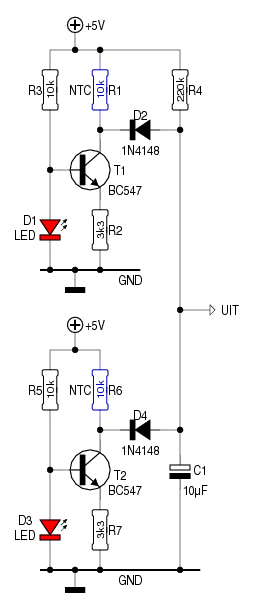 +5V
R3 10k NTC 10k R1 220k R4
D2
1N4148
T1
BC547
D1
LED
3k3 R2
GND
UIT
+5V
R5 10k NTC 10k R6
D4
1N4148
T2
BC547
C1
10µF
D3
LED
3k3 R7
GND